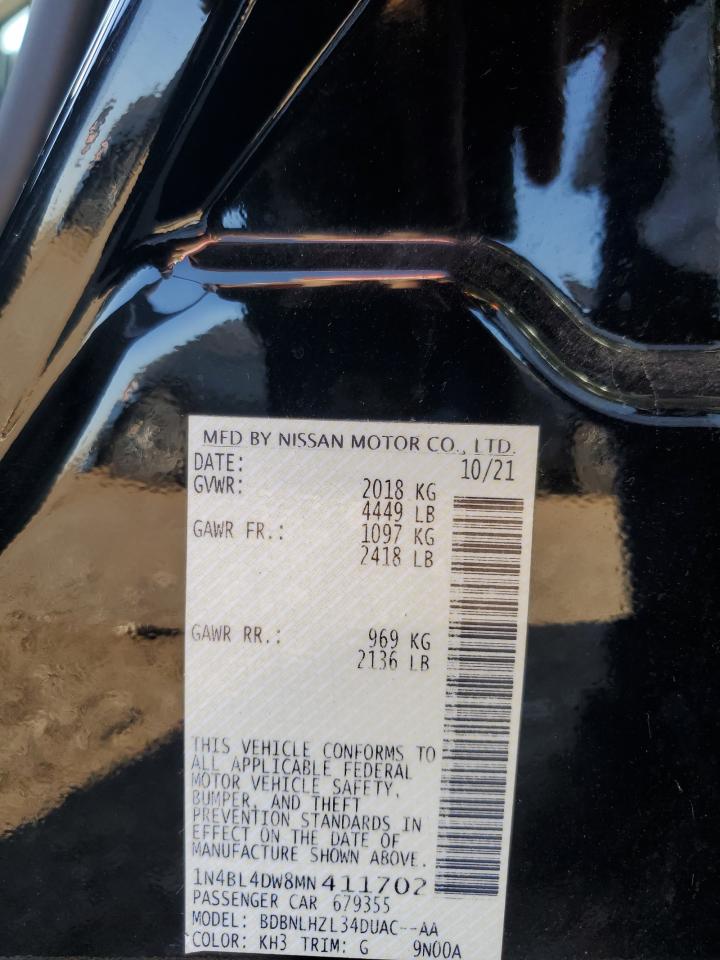 MFD BY NISSAN MOTOR CO., LTD.
DATE: 10/21
GVWR: 2018 KG
4449 LB
GAWR FR.: 1097 KG
2418 LB
GAWR RR.: 969 KG
2136 LB
THIS VEHICLE CONFORMS TO
ALL APPLICABLE FEDERAL
MOTOR VEHICLE SAFETY,
BUMPER, AND THEFT
PREVENTION STANDARDS IN
EFFECT ON THE DATE OF
MANUFACTURE SHOWN ABOVE.
1N4BL4DW8MN411702
PASSENGER CAR 679355
MODEL: BDBNLHZL34DUAC--AA
COLOR: KH3 TRIM: G 9N00A